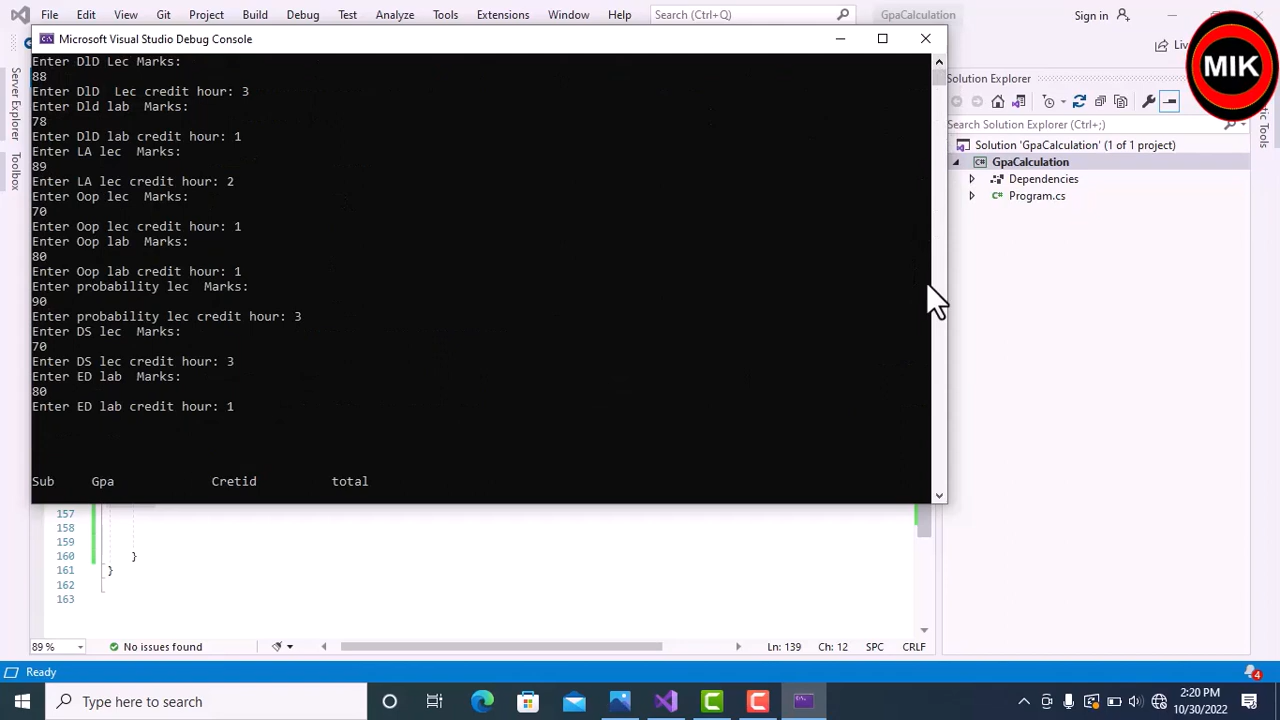 File Edit View Git Project Build Debug Test Analyze Tools Extensions Window Help Search (Ctrl+Q) GpaCalculation Sign in
Microsoft Visual Studio Debug Console
Liv
MIK
Server Explorer
Toolbox
Enter DlD Lec Marks:
88
Enter DlD  Lec credit hour: 3
Enter Dld lab  Marks:
78
Enter DlD lab credit hour: 1
Enter LA lec  Marks:
89
Enter LA lec credit hour: 2
Enter Oop lec  Marks:
70
Enter Oop lec credit hour: 1
Enter Oop lab  Marks:
80
Enter Oop lab credit hour: 1
Enter probability lec  Marks:
90
Enter probability lec credit hour: 3
Enter DS lec  Marks:
70
Enter DS lec credit hour: 3
Enter ED lab  Marks:
80
Enter ED lab credit hour: 1
Sub Gpa Cretid total
Solution Explorer
Search Solution Explorer (Ctrl+;)
Solution 'GpaCalculation' (1 of 1 project)
C# GpaCalculation
Dependencies
C# Program.cs
157
158
159
160 }
161 }
162
163
89 % No issues found Ln: 139 Ch: 12 SPC CRLF
Ready 4
Type here to search
2:20 PM
10/30/2022